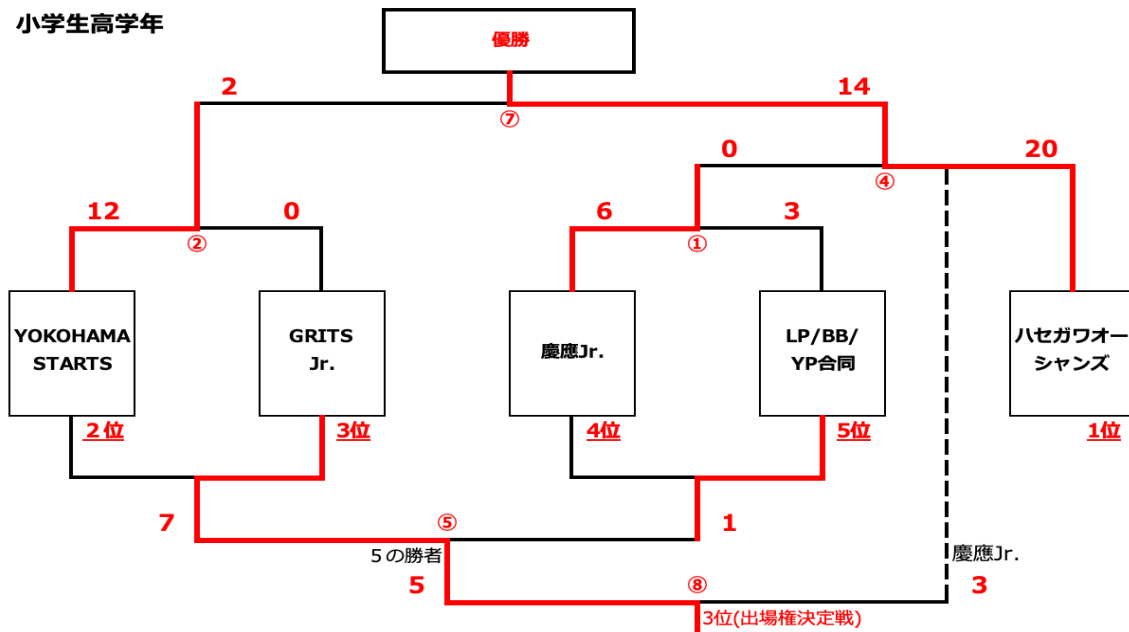 小学生高学年
優勝
2
14
⑦
0
20
④
12
0
6
3
②
①
YOKOHAMA
STARTS
GRITS
Jr.
慶應Jr.
LP/BB/
YP合同
ハセガワオー
シャンズ
2位
3位
4位
5位
1位
7
⑤
1
5の勝者
慶應Jr.
5
⑧
3
3位(出場権決定戦)